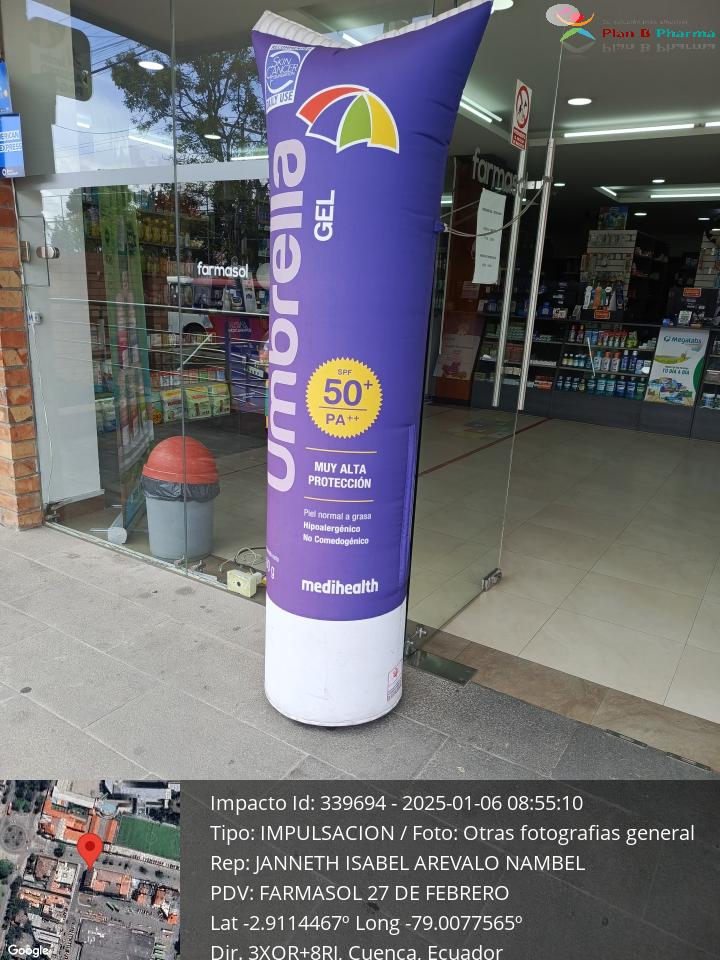 Plan B Pharma
SKIN
CANCER
DAILY USE
Umbrella
GEL
SPF
50+
PA++
MUY ALTA
PROTECCIÓN
Piel normal a grasa
Hipoalergénico
No Comedogénico
medihealth
farmasol
EXPRESS
Megalabs
Impacto Id: 339694 - 2025-01-06 08:55:10
Tipo: IMPULSACION / Foto: Otras fotografias general
Rep: JANNETH ISABEL AREVALO NAMBEL
PDV: FARMASOL 27 DE FEBRERO
Lat -2.9114467º Long -79.0077565º
Dir. 3XQR+8RJ, Cuenca, Ecuador
Google